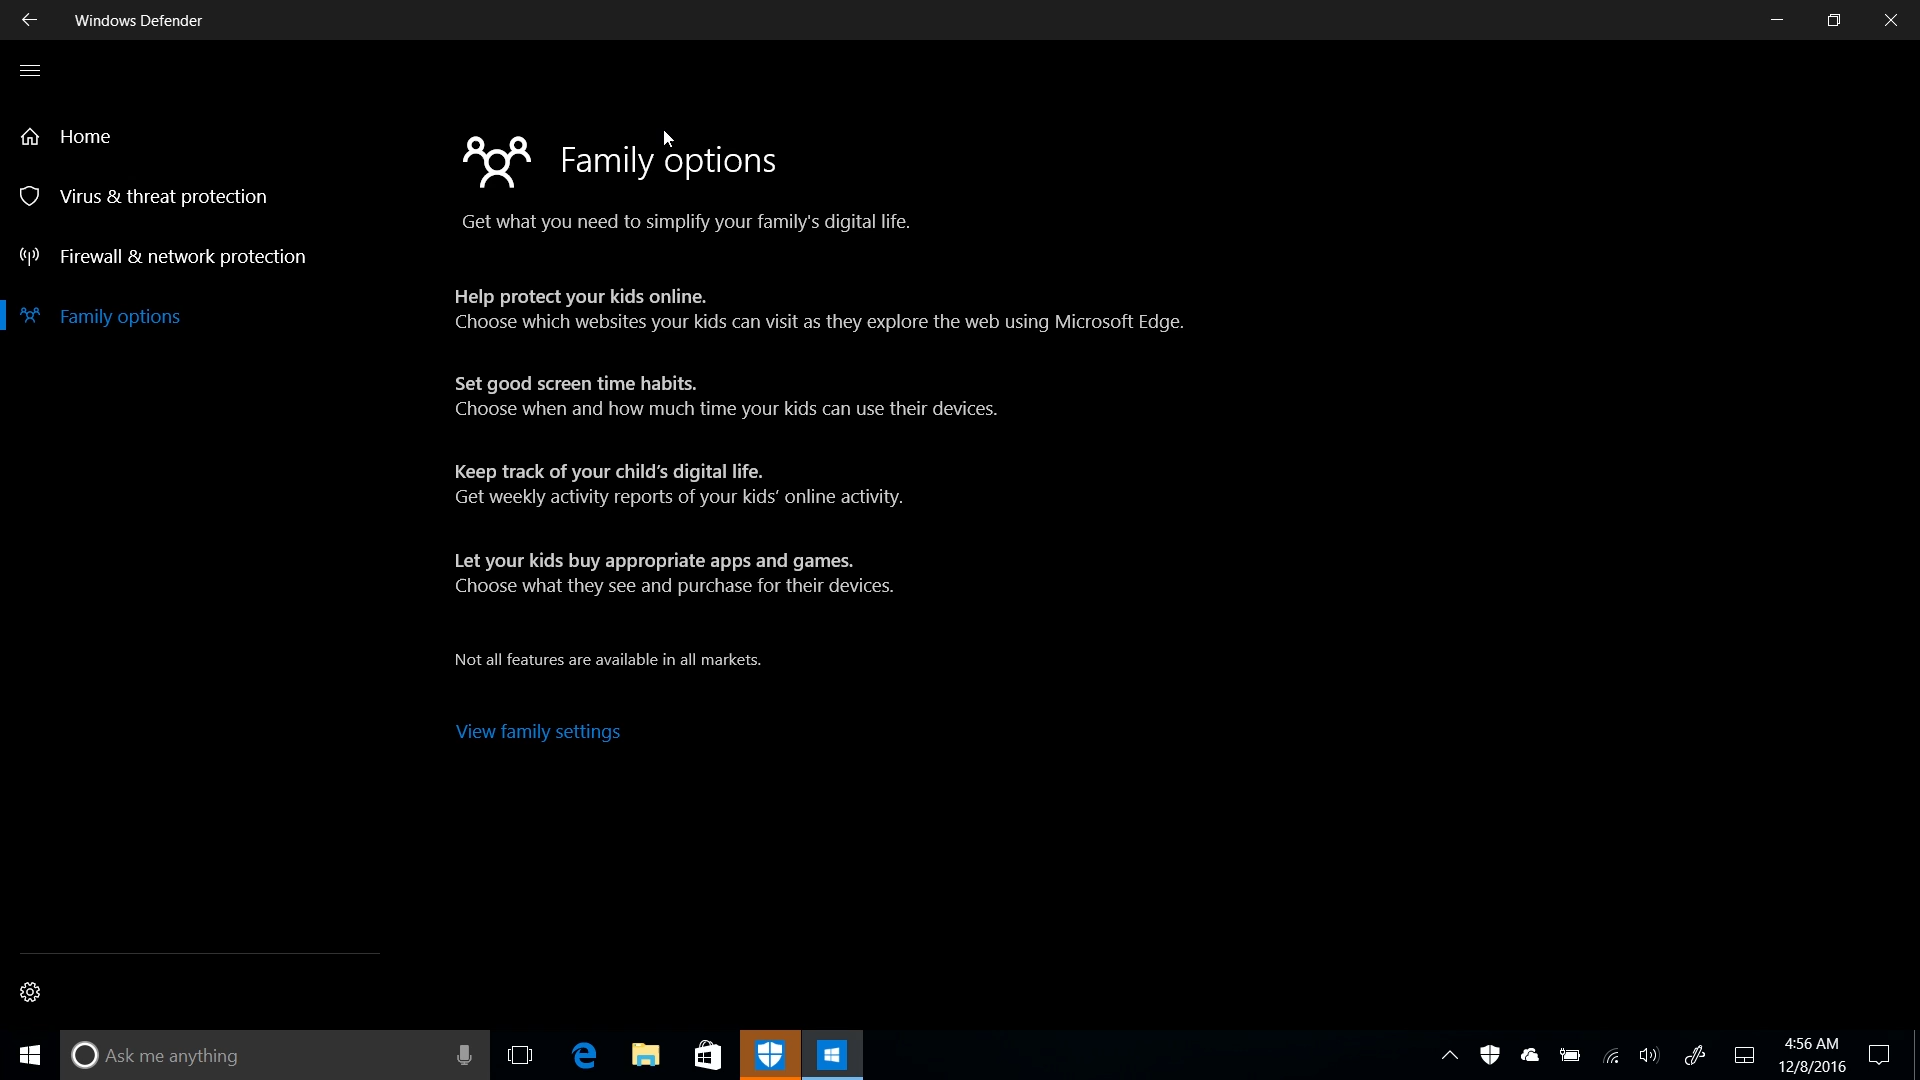 Windows Defender
Home
Virus & threat protection
Firewall & network protection
Family options
Family options
Get what you need to simplify your family's digital life.
Help protect your kids online.
Choose which websites your kids can visit as they explore the web using Microsoft Edge.
Set good screen time habits.
Choose when and how much time your kids can use their devices.
Keep track of your child’s digital life.
Get weekly activity reports of your kids‘ online activity.
Let your kids buy appropriate apps and games.
Choose what they see and purchase for their devices.
Not all features are available in all markets.
View family settings
Ask me anything
4:56 AM
12/8/2016